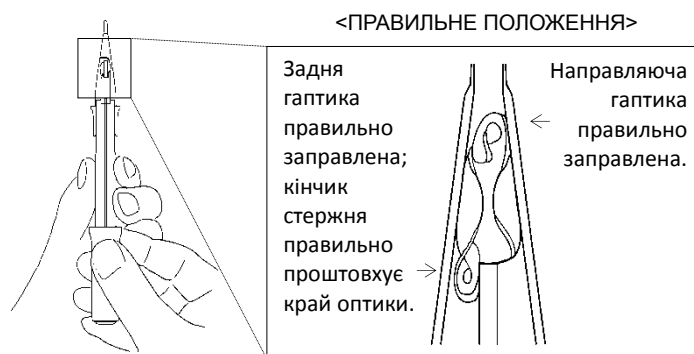 <ПРАВИЛЬНЕ ПОЛОЖЕННЯ>
Задня
гаптика
правильно
заправлена;
кінчик
стержня
правильно
проштовхує
край оптики.
Направляюча
гаптика
правильно
заправлена.